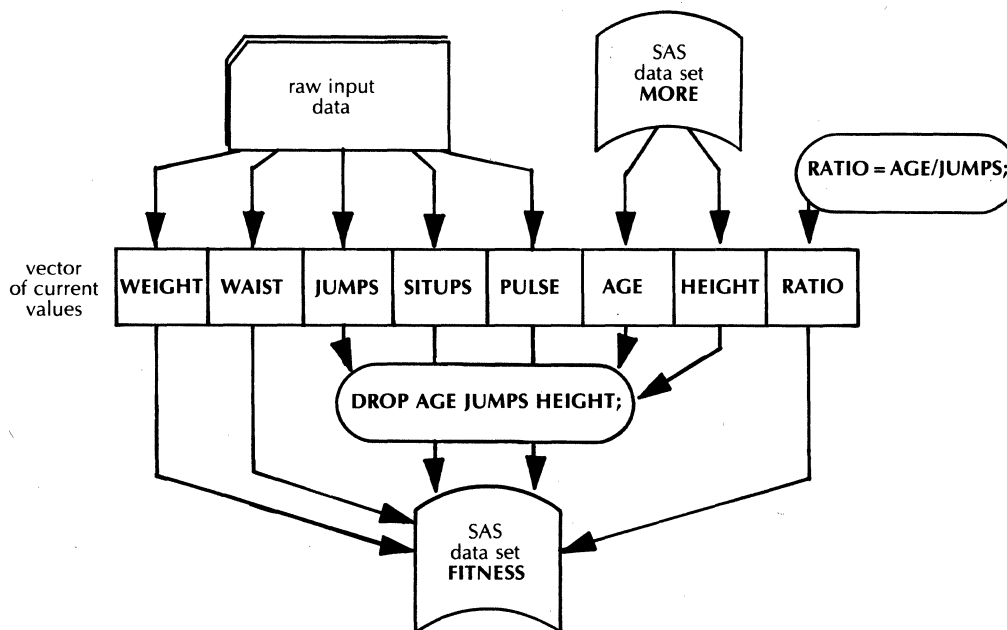 raw input
data
SAS
data set
MORE
RATIO = AGE/JUMPS;
vector
of current
values
WEIGHT WAIST JUMPS SITUPS PULSE AGE HEIGHT RATIO
DROP AGE JUMPS HEIGHT;
SAS
data set
FITNESS